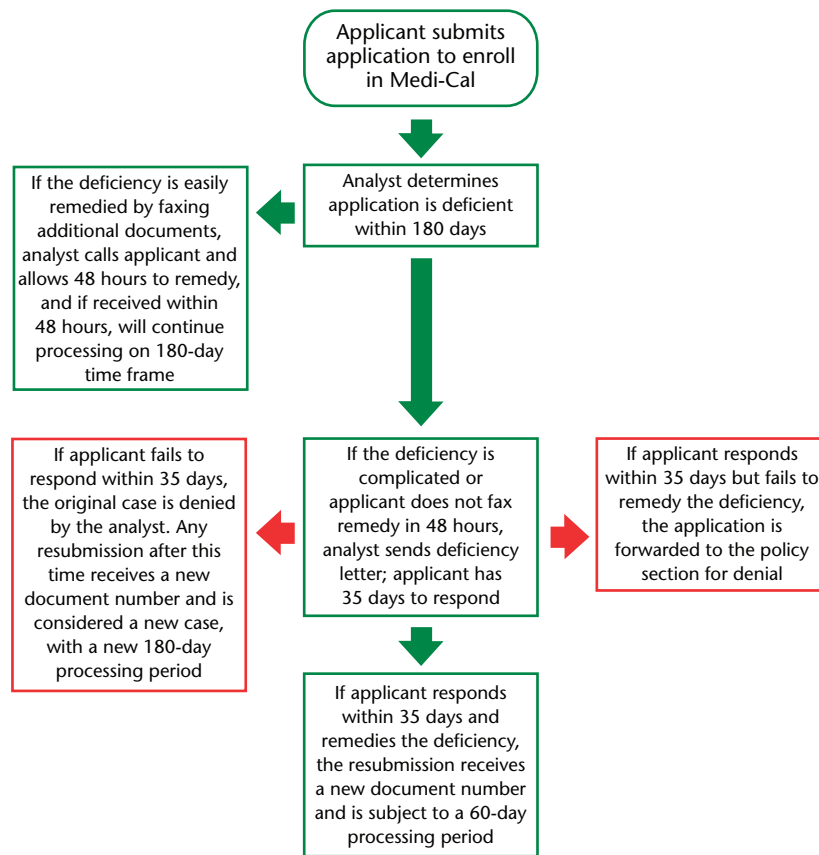 Applicant submits
application to enroll
in Medi-Cal
If the deficiency is easily
remedied by faxing
additional documents,
analyst calls applicant and
allows 48 hours to remedy,
and if received within
48 hours, will continue
processing on 180-day
time frame
Analyst determines
application is deficient
within 180 days
If applicant fails to
respond within 35 days,
the original case is denied
by the analyst. Any
resubmission after this
time receives a new
document number and is
considered a new case,
with a new 180-day
processing period
If the deficiency is
complicated or
applicant does not fax
remedy in 48 hours,
analyst sends deficiency
letter; applicant has
35 days to respond
If applicant responds
within 35 days but fails to
remedy the deficiency,
the application is
forwarded to the policy
section for denial
If applicant responds
within 35 days and
remedies the deficiency,
the resubmission receives
a new document number
and is subject to a 60-day
processing period